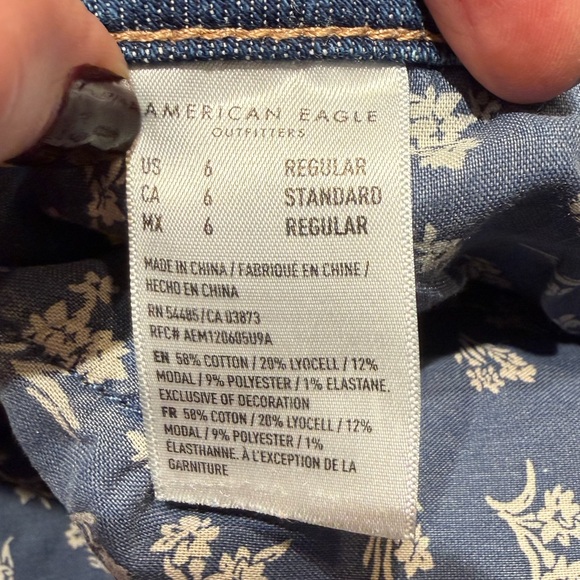 AMERICAN EAGLE
OUTFITTERS
US 6 REGULAR
CA 6 STANDARD
MX 6 REGULAR
MADE IN CHINA / FABRIQUÉ EN CHINE /
HECHO EN CHINA
RN 54485/CA 03873
RFC# AEM120605U9A
EN 58% COTTON / 20% LYOCELL / 12%
MODAL / 9% POLYESTER / 1% ELASTANE.
EXCLUSIVE OF DECORATION
FR 58% COTON / 20% LYOCELL / 12%
MODAL / 9% POLYESTER / 1%
ÉLASTHANNE. À L'EXCEPTION DE LA
GARNITURE